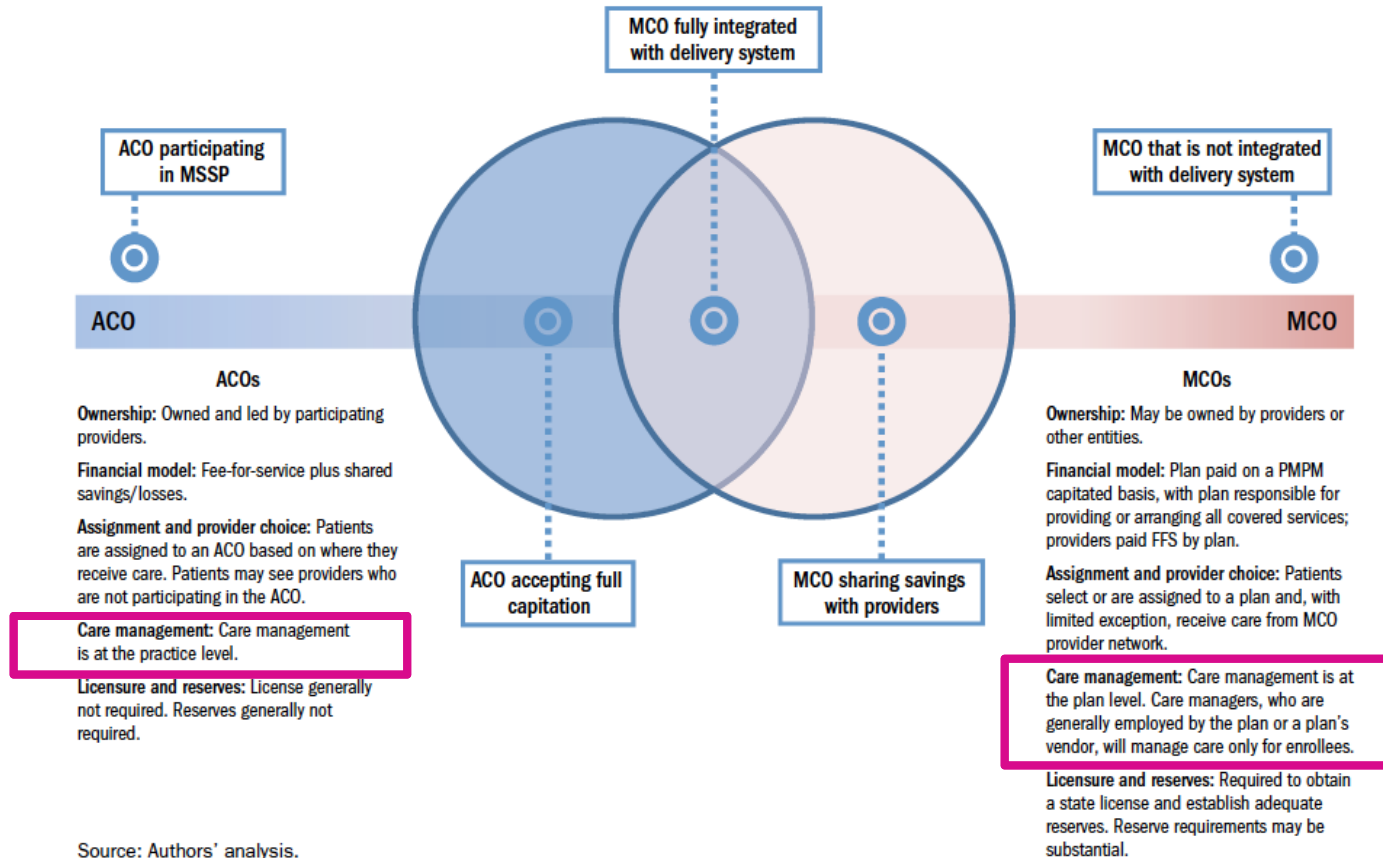 MCO fully integrated
with delivery system
ACO participating
in MSSP
MCO that is not integrated
with delivery system
ACO
MCO
ACOs
Ownership: Owned and led by participating
providers.
Financial model: Fee-for-service plus shared
savings/losses.
Assignment and provider choice: Patients
are assigned to an ACO based on where they
receive care. Patients may see providers who
are not participating in the ACO.
Care management: Care management
is at the practice level.
Licensure and reserves: License generally
not required. Reserves generally not
required.
ACO accepting full
capitation
MCO sharing savings
with providers
MCOs
Ownership: May be owned by providers or
other entities.
Financial model: Plan paid on a PMPM
capitated basis, with plan responsible for
providing or arranging all covered services;
providers paid FFS by plan.
Assignment and provider choice: Patients
select or are assigned to a plan and, with
limited exception, receive care from MCO
provider network.
Care management: Care management is at
the plan level. Care managers, who are
generally employed by the plan or a plan's
vendor, will manage care only for enrollees.
Licensure and reserves: Required to obtain
a state license and establish adequate
reserves. Reserve requirements may be
substantial.
Source: Authors' analysis.